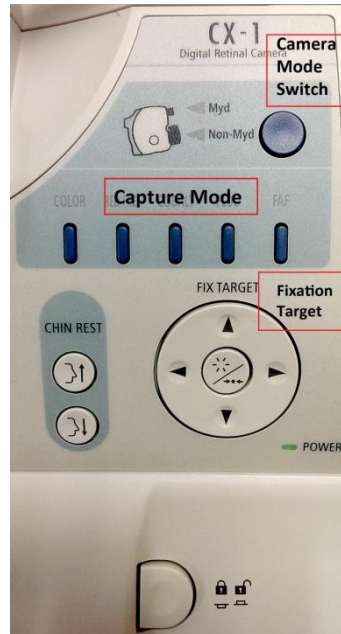 CX-1
Digital Retinal Camera
Camera
Mode
Switch
Myd
Non-Myd
Capture Mode
COLOR
FAF
FIX TARGET
Fixation
Target
CHIN REST
POWER